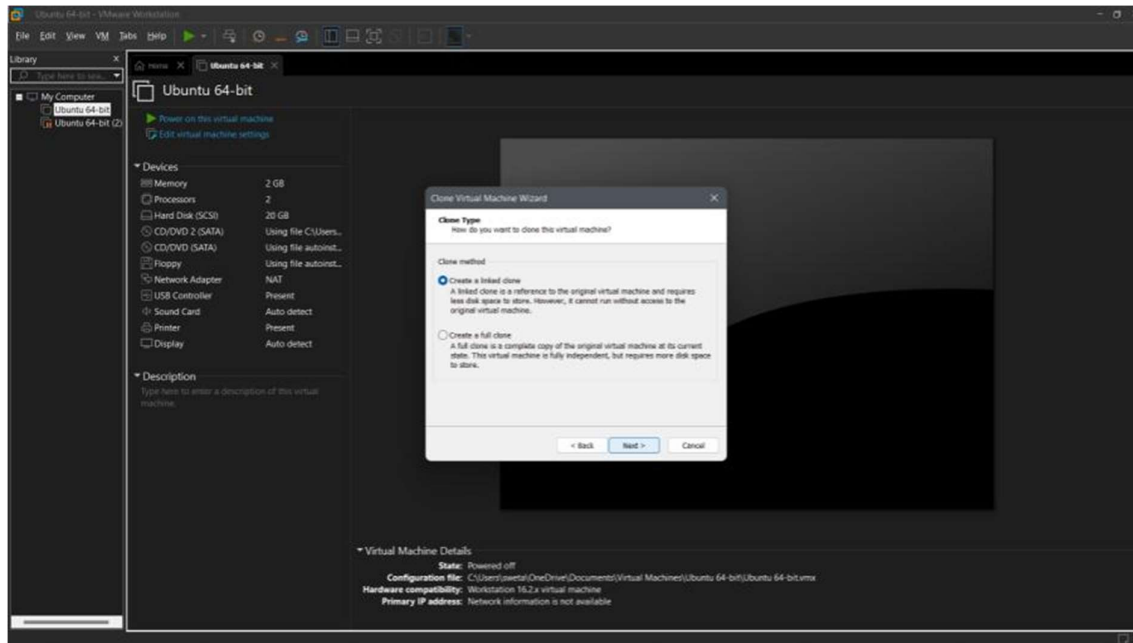 Ubuntu 64-bit - VMware Workstation
File Edit View VM Tabs Help
Library
Type here to sea...
My Computer
Ubuntu 64-bit
Ubuntu 64-bit (2)
Home
Ubuntu 64-bit
Ubuntu 64-bit
Power on this virtual machine
Edit virtual machine settings
Devices
Memory 2 GB
Processors 2
Hard Disk (SCSI) 20 GB
CD/DVD 2 (SATA) Using file C:\Users...
CD/DVD (SATA) Using file autoinst...
Floppy Using file autoinst...
Network Adapter NAT
USB Controller Present
Sound Card Auto detect
Printer Present
Display Auto detect
Description
Type here to enter a description of this virtual
machine.
Clone Virtual Machine Wizard
Clone Type
How do you want to clone this virtual machine?
Clone method
Create a linked clone
A linked clone is a reference to the original virtual machine and requires
less disk space to store. However, it cannot run without access to the
original virtual machine.
Create a full clone
A full clone is a complete copy of the original virtual machine at its current
state. This virtual machine is fully independent, but requires more disk space
to store.
< Back Next > Cancel
Virtual Machine Details
State: Powered off
Configuration file: C:\Users\sweta\OneDrive\Documents\Virtual Machines\Ubuntu 64-bit\Ubuntu 64-bit.vmx
Hardware compatibility: Workstation 16.2.x virtual machine
Primary IP address: Network information is not available